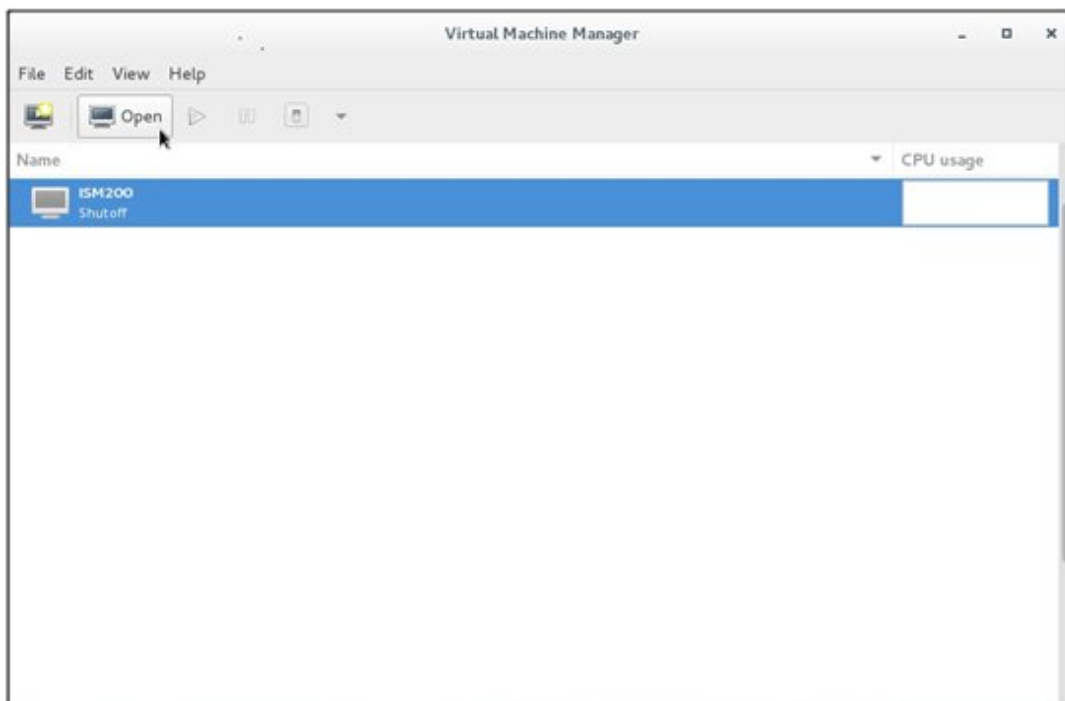 Virtual Machine Manager
File Edit View Help
Open
Name CPU usage
ISM200
Shutoff